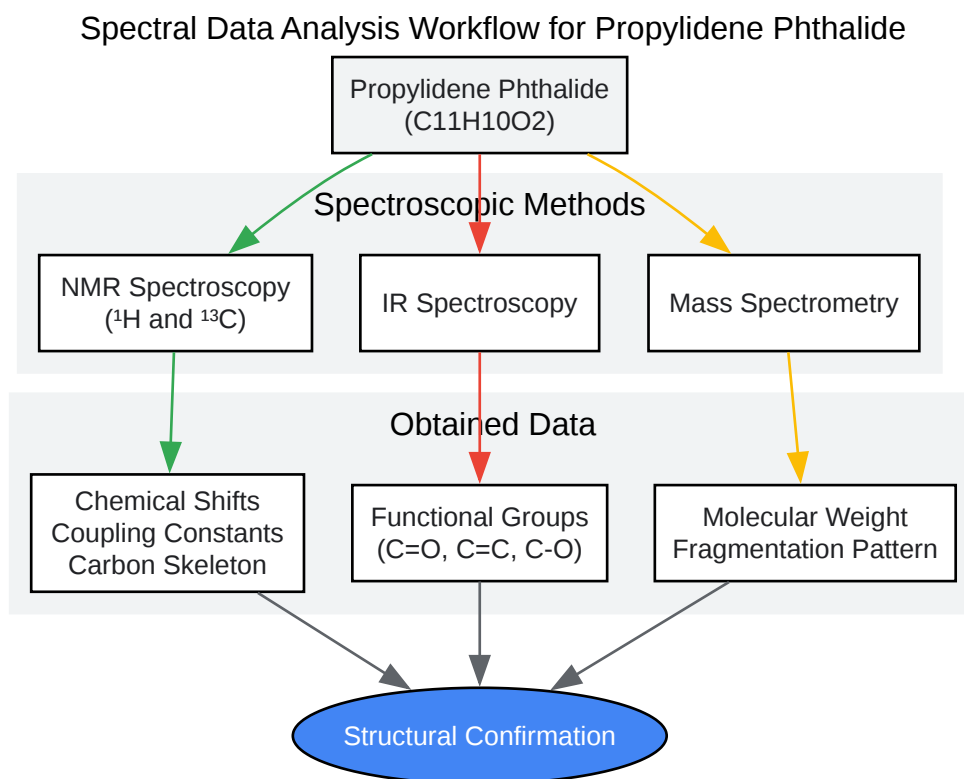 Spectral Data Analysis Workflow for Propylidene Phthalide
Propylidene Phthalide
(C11H10O2)
Spectroscopic Methods
NMR Spectroscopy
(¹H and ¹³C)
IR Spectroscopy
Mass Spectrometry
Obtained Data
Chemical Shifts
Coupling Constants
Carbon Skeleton
Functional Groups
(C=O, C=C, C-O)
Molecular Weight
Fragmentation Pattern
Structural Confirmation